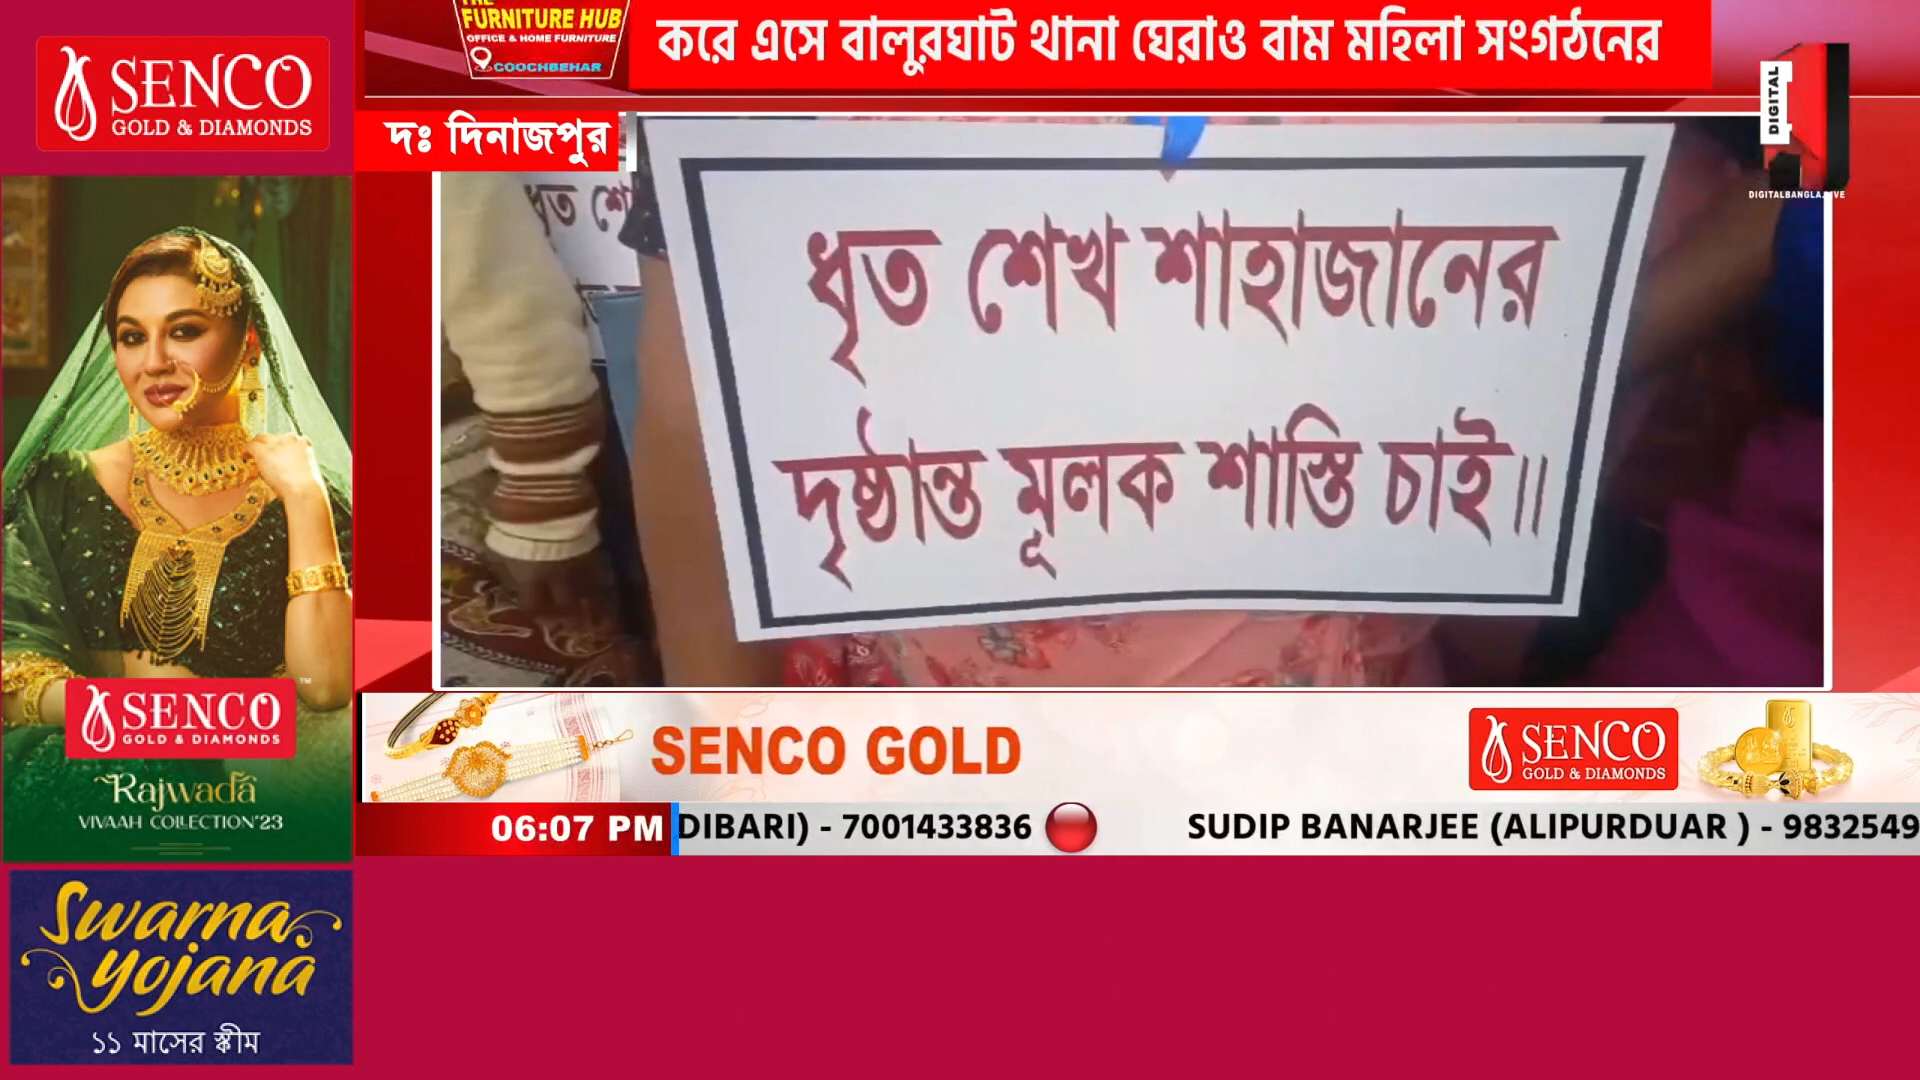 SENCO
GOLD & DIAMONDS
THE
FURNITURE HUB
OFFICE & HOME FURNITURE
COOCHBEHAR
করে এসে বালুরঘাট থানা ঘেরাও বাম মহিলা সংগঠনের
দঃ দিনাজপুর
DIGITAL
ধৃত শেখ শাহাজানের
দৃষ্ঠান্ত মূলক শাস্তি চাই॥
SENCO
GOLD & DIAMONDS
Rajwada
VIVAAH COLLECTION'23
SENCO GOLD
SENCO
GOLD & DIAMONDS
06:07 PM
DIBARI) - 7001433836
SUDIP BANARJEE (ALIPURDUAR ) - 9832549
Swarna
yojana
১১ মাসের স্কীম